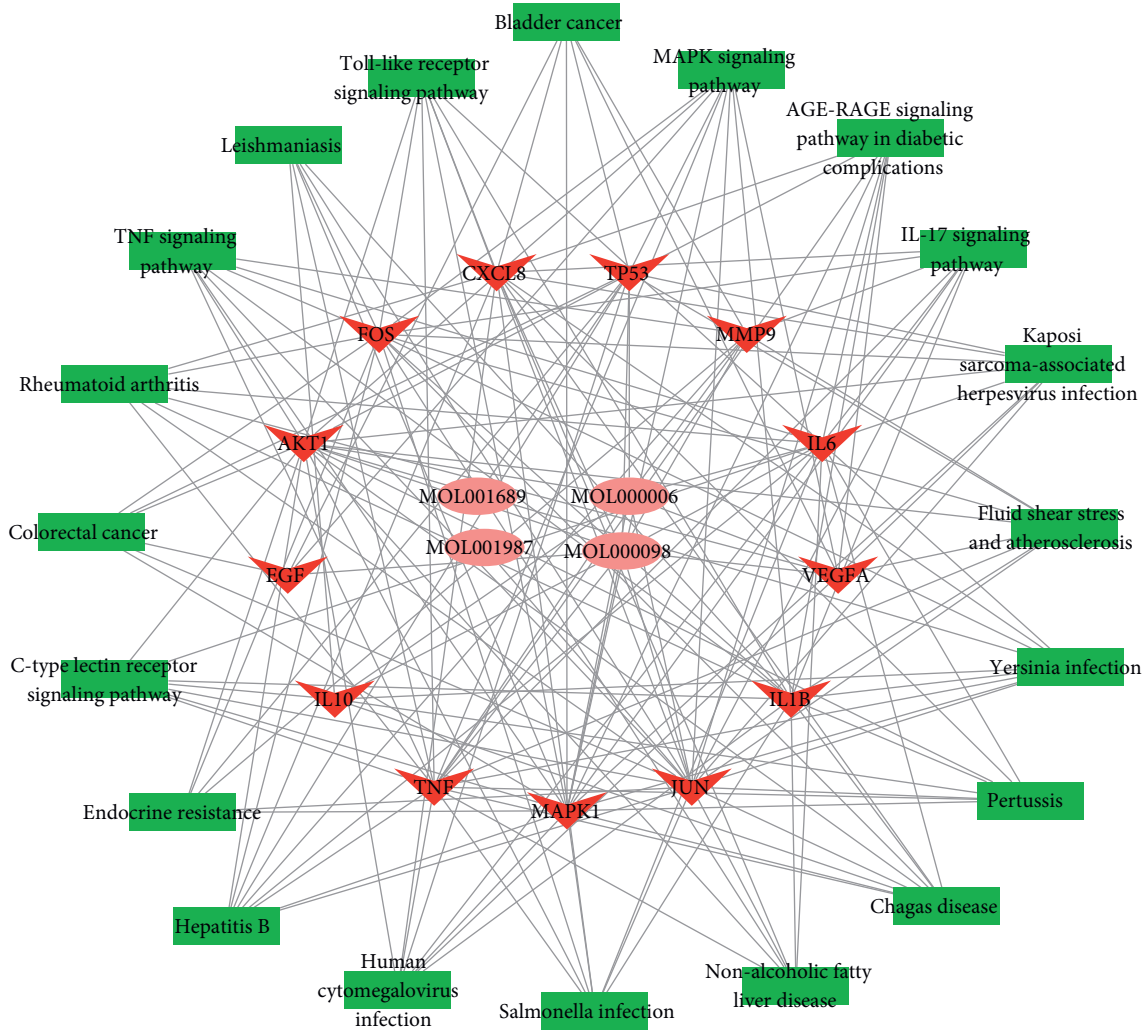 Bladder cancer
Toll-like receptor
signaling pathway
MAPK signaling
pathway
AGE-RAGE signaling
pathway in diabetic
complications
Leishmaniasis
TNF signaling
pathway
IL-17 signaling
pathway
CXCL8
TP53
FOS
MMP9
Rheumatoid arthritis
Kaposi
sarcoma-associated
herpesvirus infection
AKT1
IL6
MOL001689
MOL000006
Colorectal cancer
MOL001987
MOL000098
Fluid shear stress
and atherosclerosis
EGF
VEGFA
C-type lectin receptor
signaling pathway
Yersinia infection
IL10
IL1B
TNF
JUN
Endocrine resistance
MAPK1
Pertussis
Hepatitis B
Chagas disease
Human
cytomegalovirus
infection
Salmonella infection
Non-alcoholic fatty
liver disease